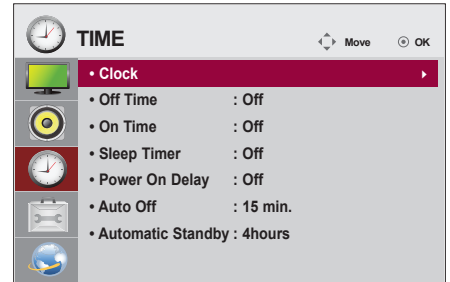 TIME
Move OK
• Clock
• Off Time : Off
• On Time : Off
• Sleep Timer : Off
• Power On Delay : Off
• Auto Off : 15 min.
• Automatic Standby : 4hours